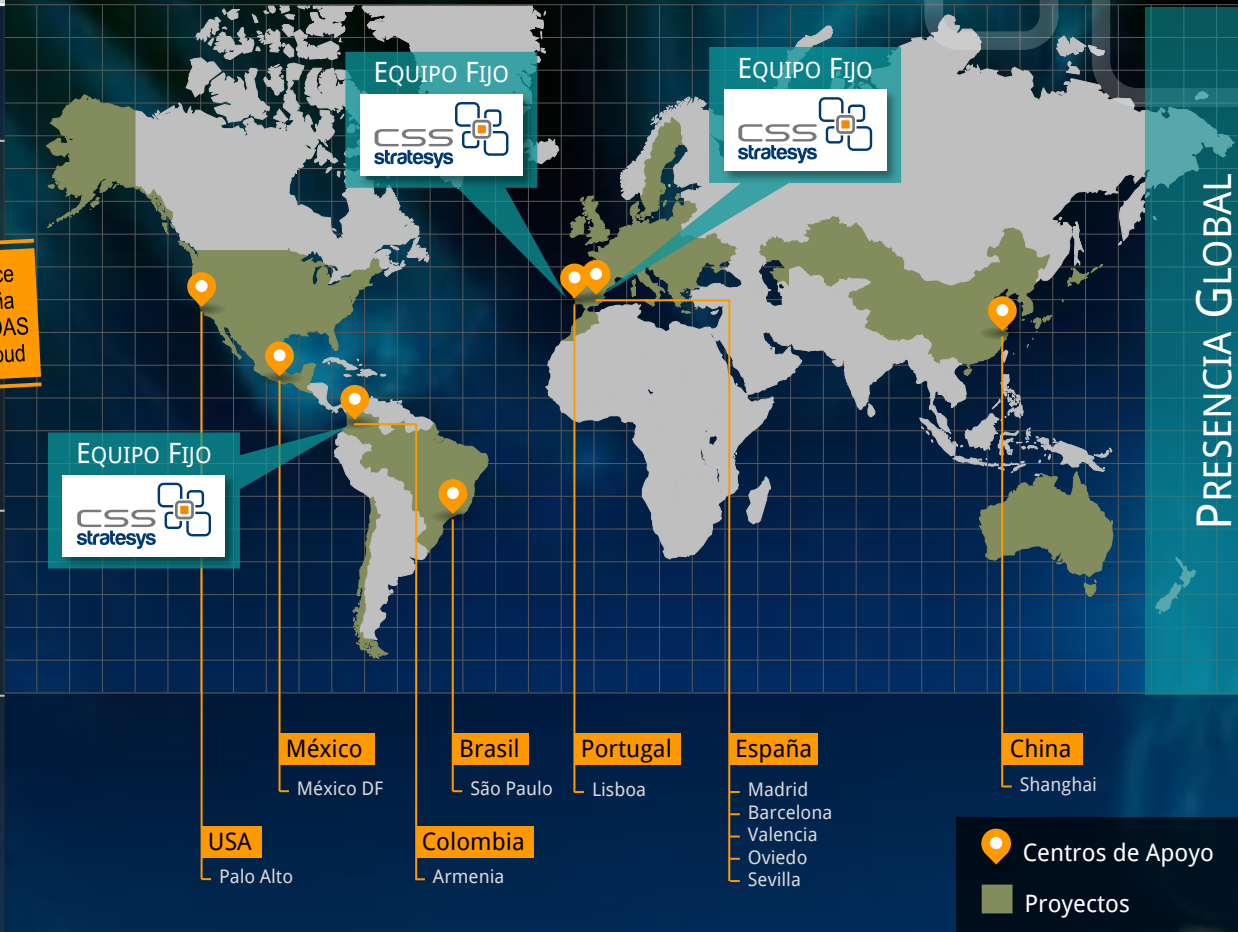 EQUIPO FIJO
CSS
stratesys
EQUIPO FIJO
CSS
stratesys
PRESENCIA GLOBAL
EQUIPO FIJO
CSS
stratesys
México
México DF
Brasil
São Paulo
Portugal
Lisboa
España
Madrid
Barcelona
Valencia
Oviedo
Sevilla
China
Shanghai
USA
Palo Alto
Colombia
Armenia
Centros de Apoyo
Proyectos